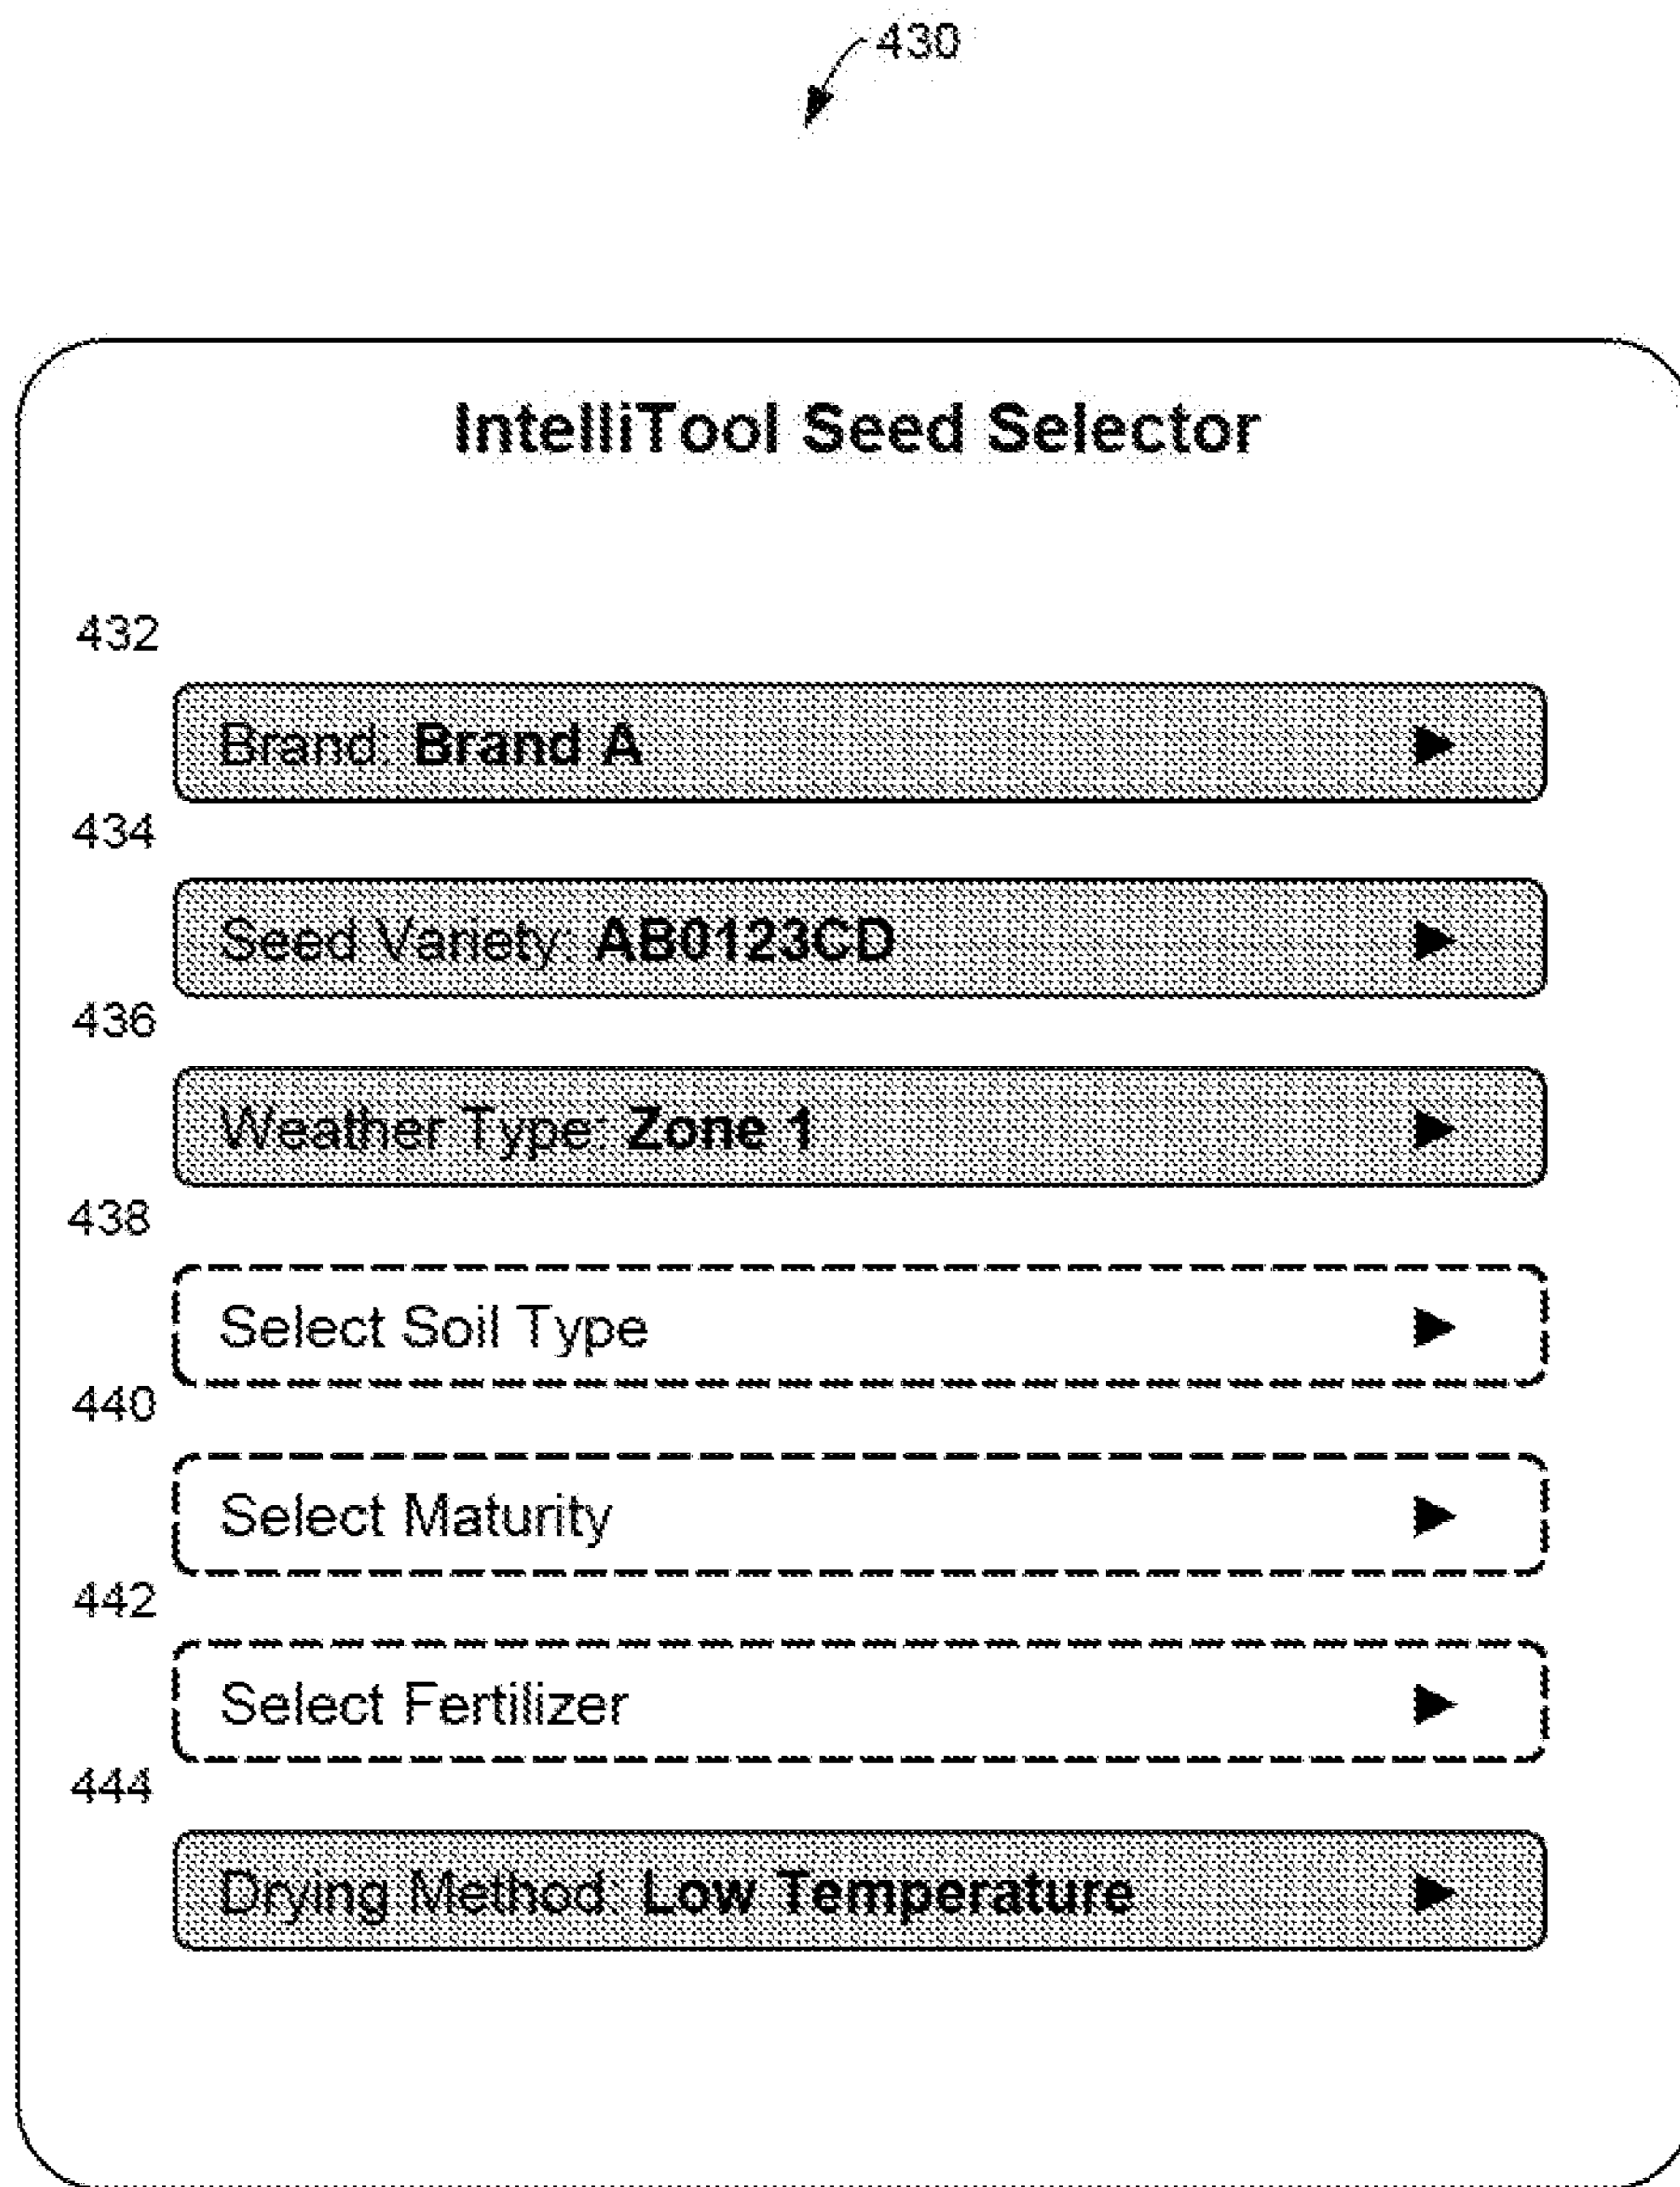 430
IntelliTool Seed Selector
432
Brand: Brand A
434
Seed Variety: AB0123CD
436
Weather Type: Zone 1
438
Select Soil Type
440
Select Maturity
442
Select Fertilizer
444
Drying Method: Low Temperature